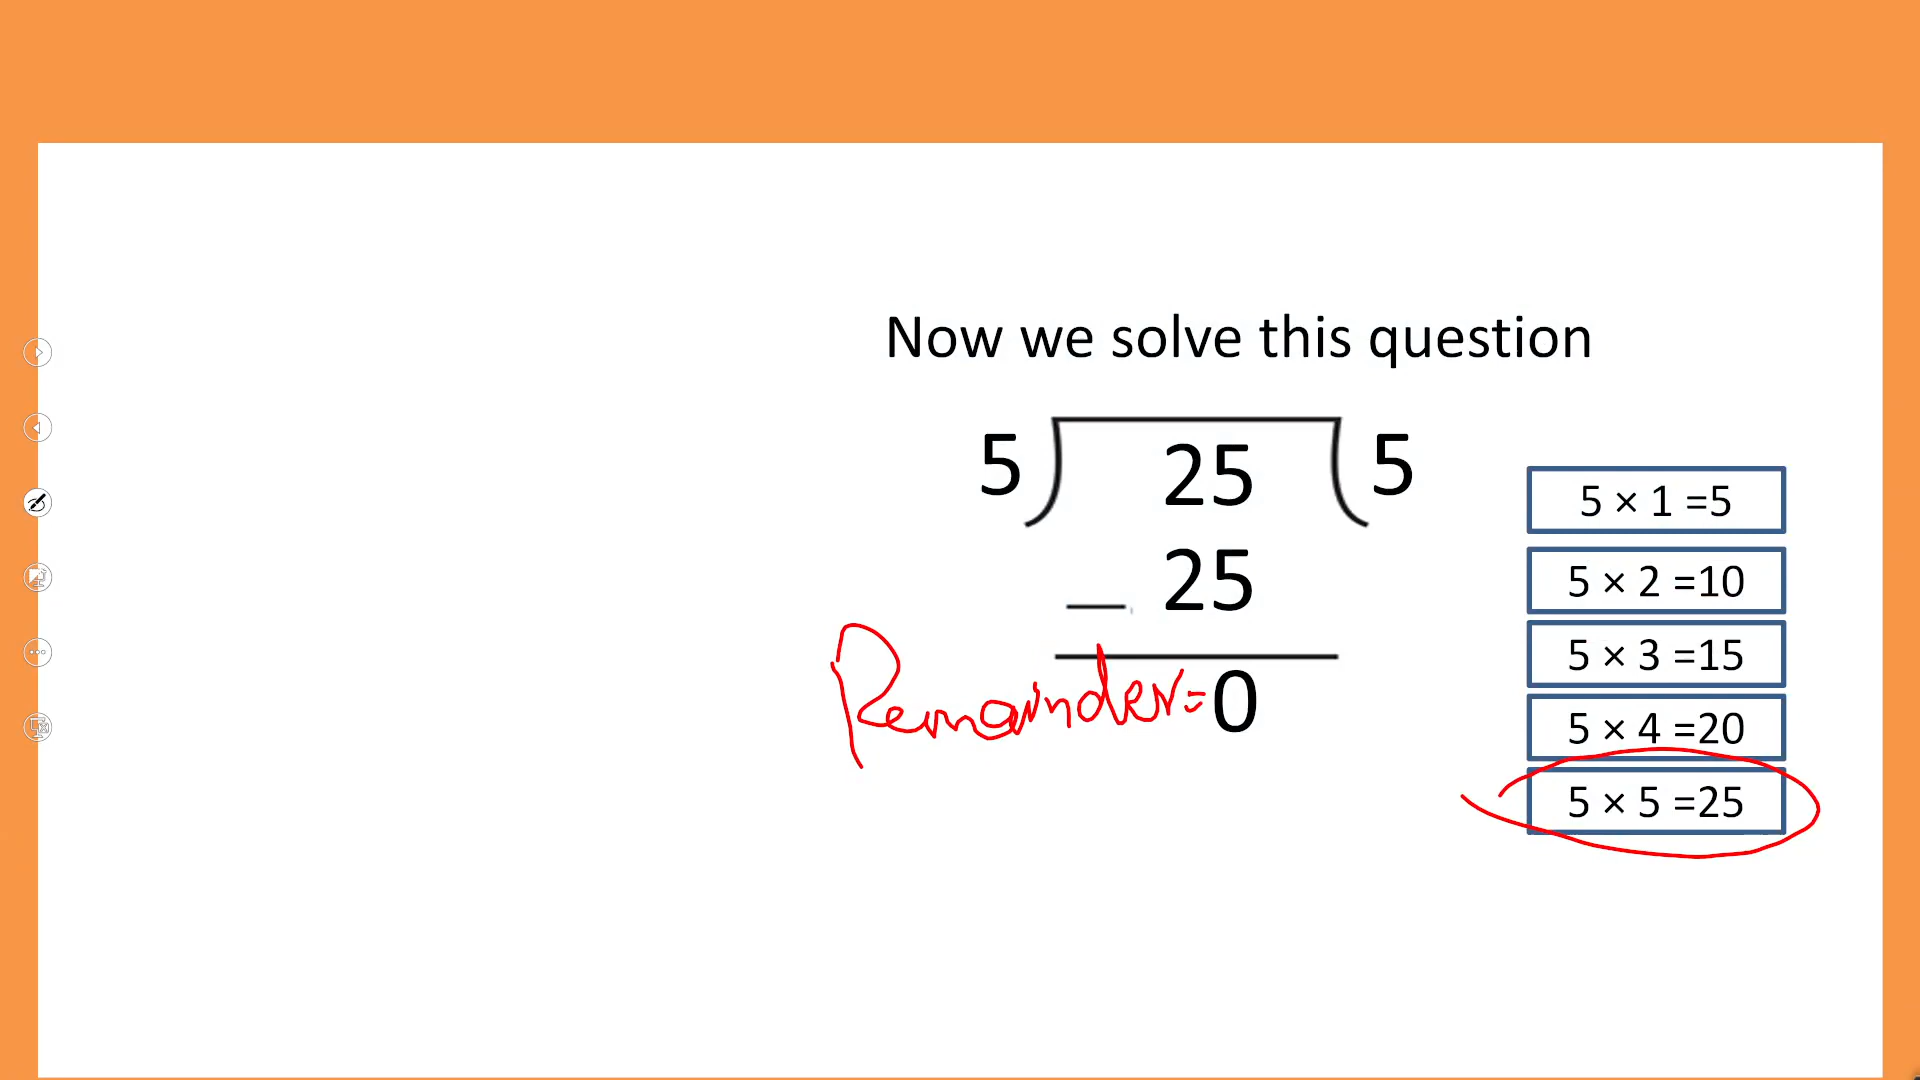 Now we solve this question
5 25 5
25
Remainder= 0
5 × 1 =5
5 × 2 =10
5 × 3 =15
5 × 4 =20
5 × 5 =25